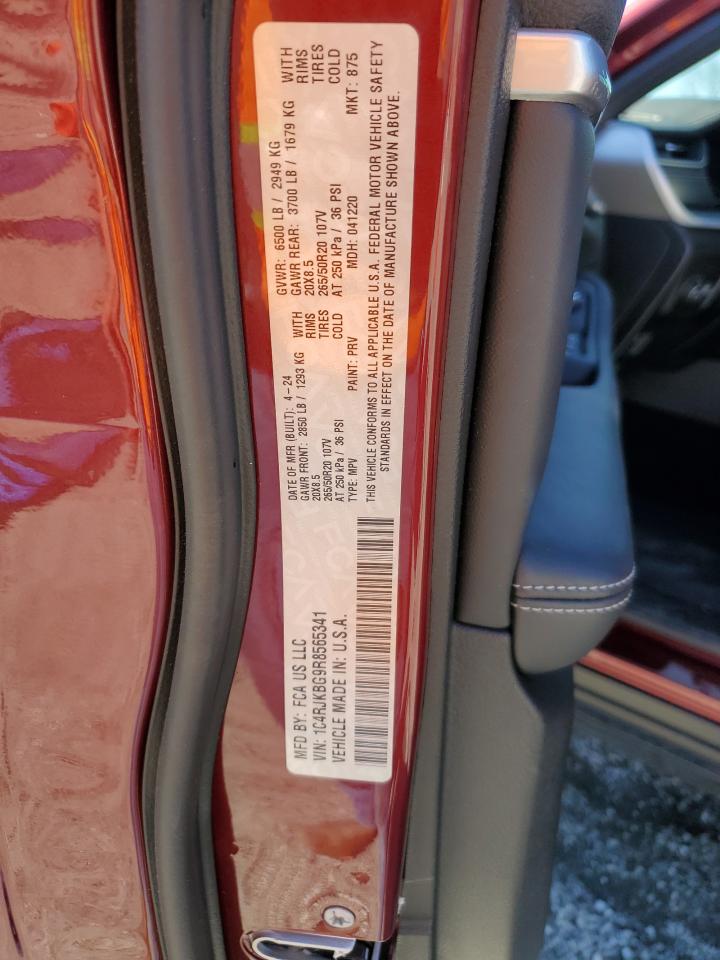 MFD BY: FCA US LLC
VIN: 1C4RJKBG9R8565341
VEHICLE MADE IN: U.S.A.
DATE OF MFR (BUILT): 4-24
GAWR FRONT: 2850 LB / 1293 KG WITH
20X8.5 RIMS
265/50R20 107V TIRES
AT 250 kPa / 36 PSI COLD
TYPE: MPV PAINT: PRV MDH: 041220 MKT: 875
GVWR: 6500 LB / 2949 KG
GAWR REAR: 3700 LB / 1679 KG WITH
20X8.5 RIMS
265/50R20 107V TIRES
AT 250 kPa / 36 PSI COLD
THIS VEHICLE CONFORMS TO ALL APPLICABLE U.S.A. FEDERAL MOTOR VEHICLE SAFETY
STANDARDS IN EFFECT ON THE DATE OF MANUFACTURE SHOWN ABOVE.